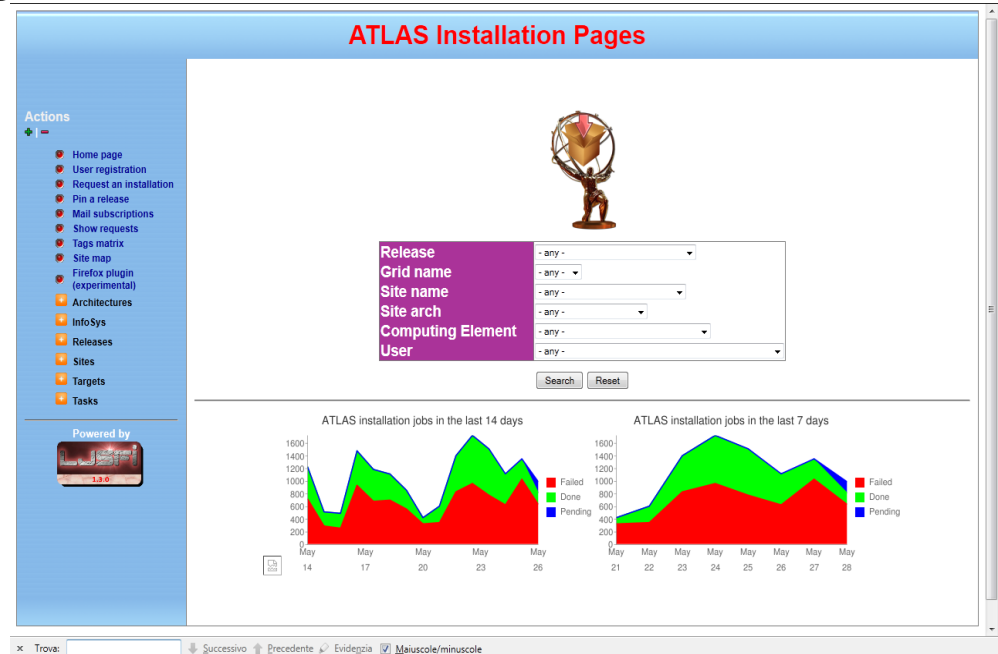 ATLAS Installation Pages
Actions
+ | -
Home page
User registration
Request an installation
Pin a release
Mail subscriptions
Show requests
Tags matrix
Site map
Firefox plugin
(experimental)
Architectures
InfoSys
Releases
Sites
Targets
Tasks
Powered by
LJSFi
1.3.0
Release - any -
Grid name - any -
Site name - any -
Site arch - any -
Computing Element - any -
User - any -
Search Reset
ATLAS installation jobs in the last 14 days
1600
1400
1200
1000
800
600
400
200
0
May May May May May
14 17 20 23 26
Failed
Done
Pending
ATLAS installation jobs in the last 7 days
1600
1400
1200
1000
800
600
400
200
0
May May May May May May May May
21 22 23 24 25 26 27 28
Failed
Done
Pending
× Trova: Successivo Precedente Evidenzia Maiuscole/minuscole